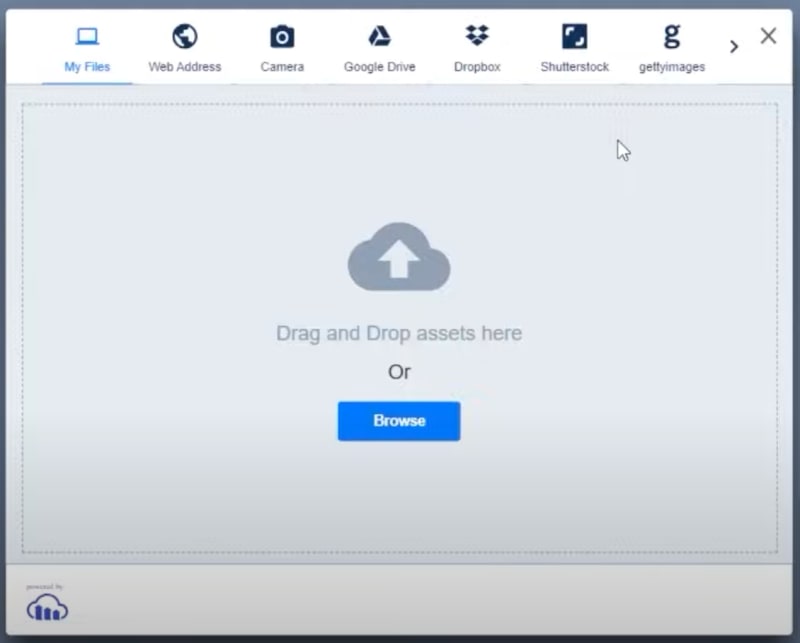 My Files
Web Address
Camera
Google Drive
Dropbox
Shutterstock
gettyimages
Drag and Drop assets here
Or
Browse
powered by